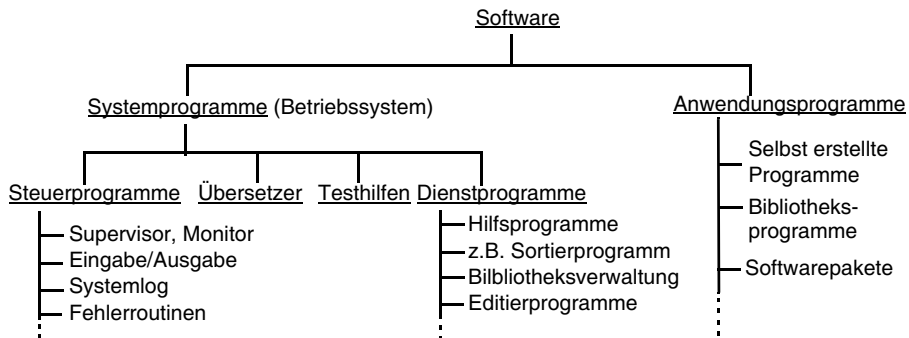 Software
Systemprogramme (Betriebssystem)
Anwendungsprogramme
Selbst erstellte
Programme
Bibliotheks-
programme
Softwarepakete
Steuerprogramme
Übersetzer
Testhilfen
Dienstprogramme
Supervisor, Monitor
Eingabe/Ausgabe
Systemlog
Fehlerroutinen
Hilfsprogramme
z.B. Sortierprogramm
Bilbliotheksverwaltung
Editierprogramme